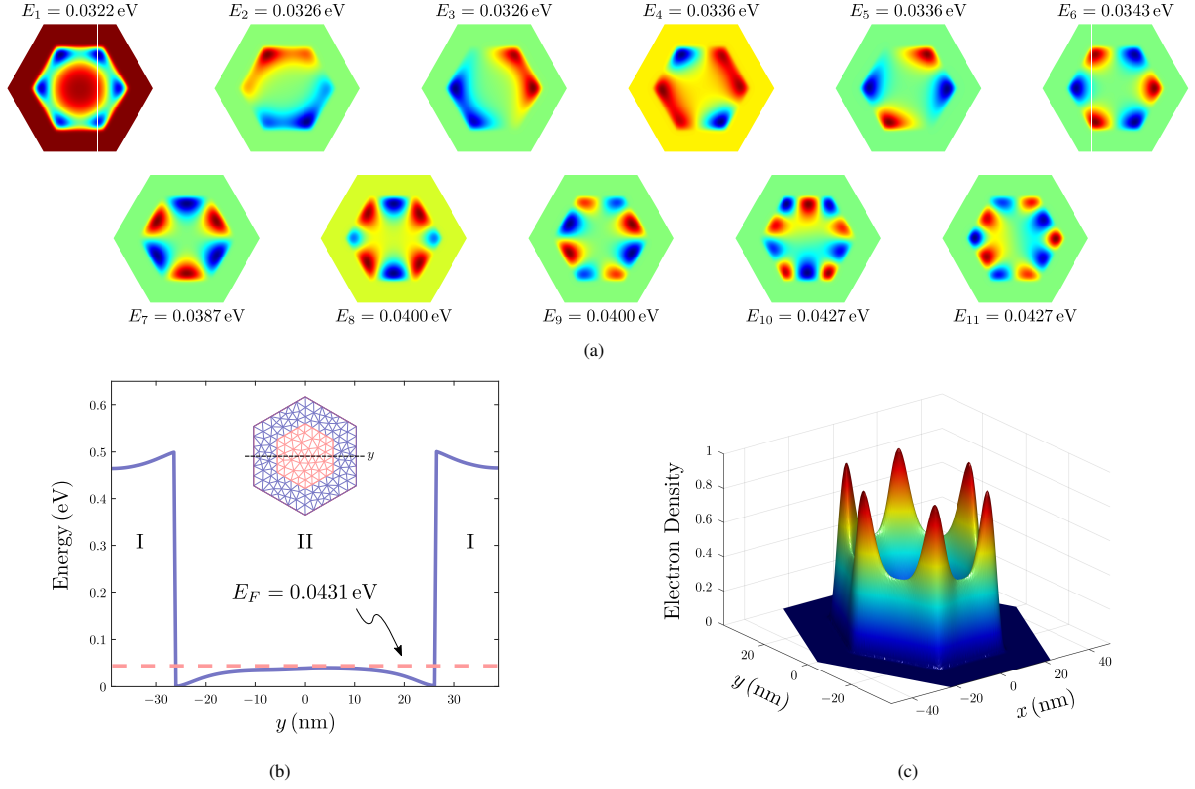 E₁ = 0.0322 eV
E₂ = 0.0326 eV
E₃ = 0.0326 eV
E₄ = 0.0336 eV
E₅ = 0.0336 eV
E₆ = 0.0343 eV
E₇ = 0.0387 eV
E₈ = 0.0400 eV
E₉ = 0.0400 eV
E₁₀ = 0.0427 eV
E₁₁ = 0.0427 eV
(a)
Energy (eV)
0.6
0.5
0.4
0.3
0.2
0.1
0
y
I
II
I
E_F = 0.0431 eV
−30
−20
−10
0
10
20
30
y (nm)
(b)
Electron Density
1
0.8
0.6
0.4
0.2
0
20
0
−20
y (nm)
−40
−20
0
20
40
x (nm)
(c)